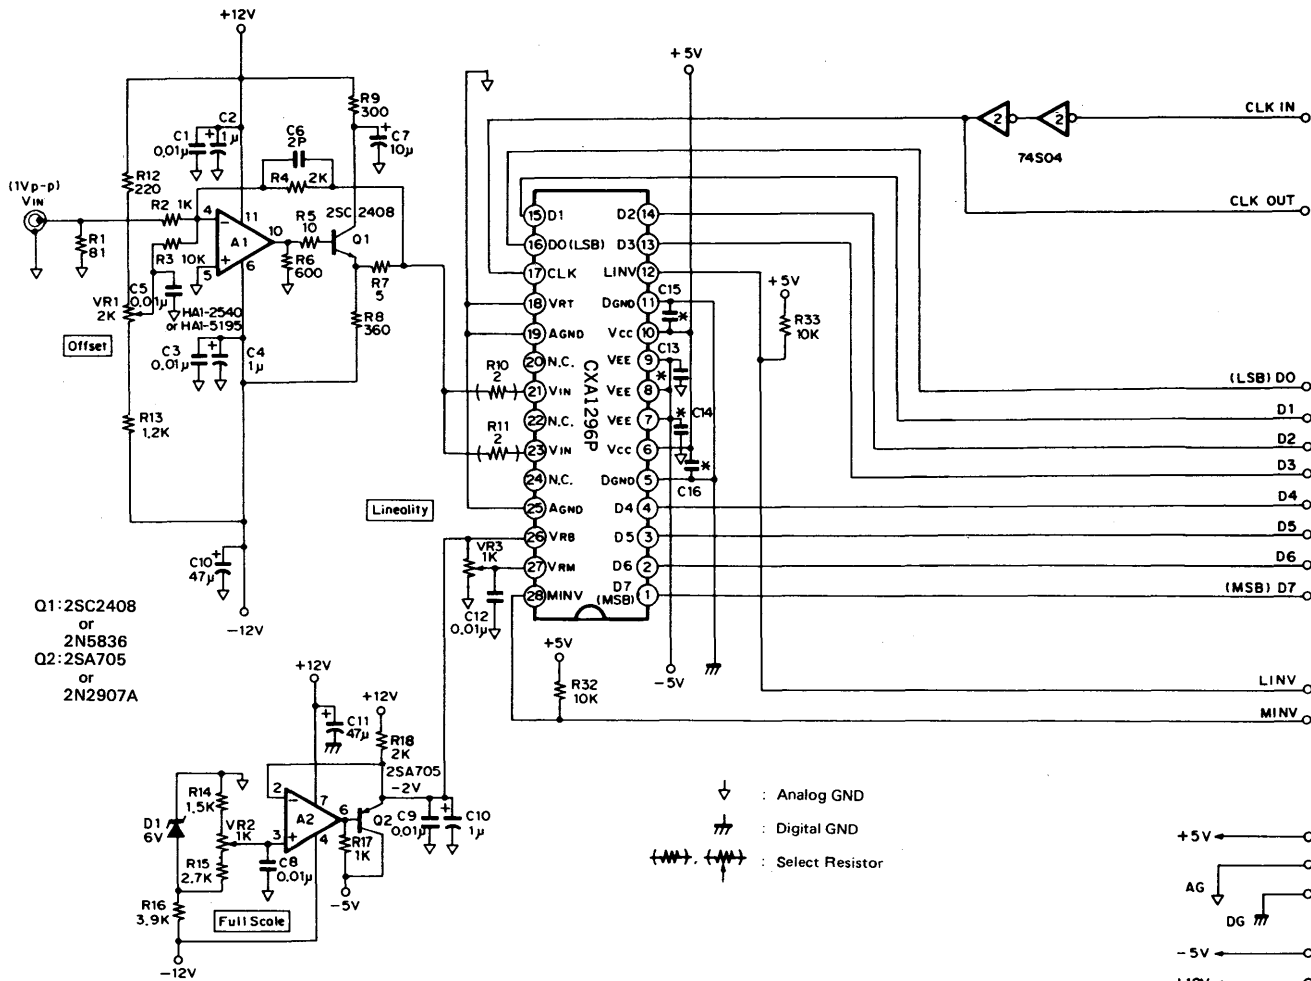 +12V
+5V
CLK IN
74S04
CLK OUT
(1Vp-p)
VIN
R1
81
R12
220
C1
0.01μ
C2
1μ
R9
300
C7
10μ
C6
2P
R4 2K
R2 1K
R3 10K
4
11
10
A1
5
6
R5
10
2SC 2408
Q1
R6
600
R7
5
R8
360
C5
0.01μ
VR1
2K
HA1-2540
or HA1-5195
Offset
C3
0.01μ
C4
1μ
R13
1.2K
C10
47μ
-12V
Q1:2SC2408
or
2N5836
Q2:2SA705
or
2N2907A
R10
2
R11
2
Lineality
VR3
1K
C12
0.01μ
CXA1296P
15 D1
16 D0(LSB)
17 CLK
18 VRT
19 AGND
20 N.C.
21 VIN
22 N.C.
23 VIN
24 N.C.
25 AGND
26 VRB
27 VRM
28 MINV
D2 14
D3 13
LINV 12
DGND 11
VCC 10
VEE 9
VEE 8
VEE 7
VCC 6
DGND 5
D4 4
D5 3
D6 2
D7
(MSB) 1
C15
*
C13
*
* C14
*
C16
+5V
R33
10K
-5V
+5V
R32
10K
(LSB) D0
D1
D2
D3
D4
D5
D6
(MSB) D7
LINV
MINV
+12V
C11
47μ
+12V
R18
2K
2SA705
-2V
2
7
A2
6
3
4
Q2
R17
1K
-5V
C9
0.01μ
C10
1μ
R14
1.5K
D1
6V
VR2
1K
R15
2.7K
C8
0.01μ
R16
3.9K
Full Scale
-12V
: Analog GND
: Digital GND
, : Select Resistor
+5V
AG
DG
-5V